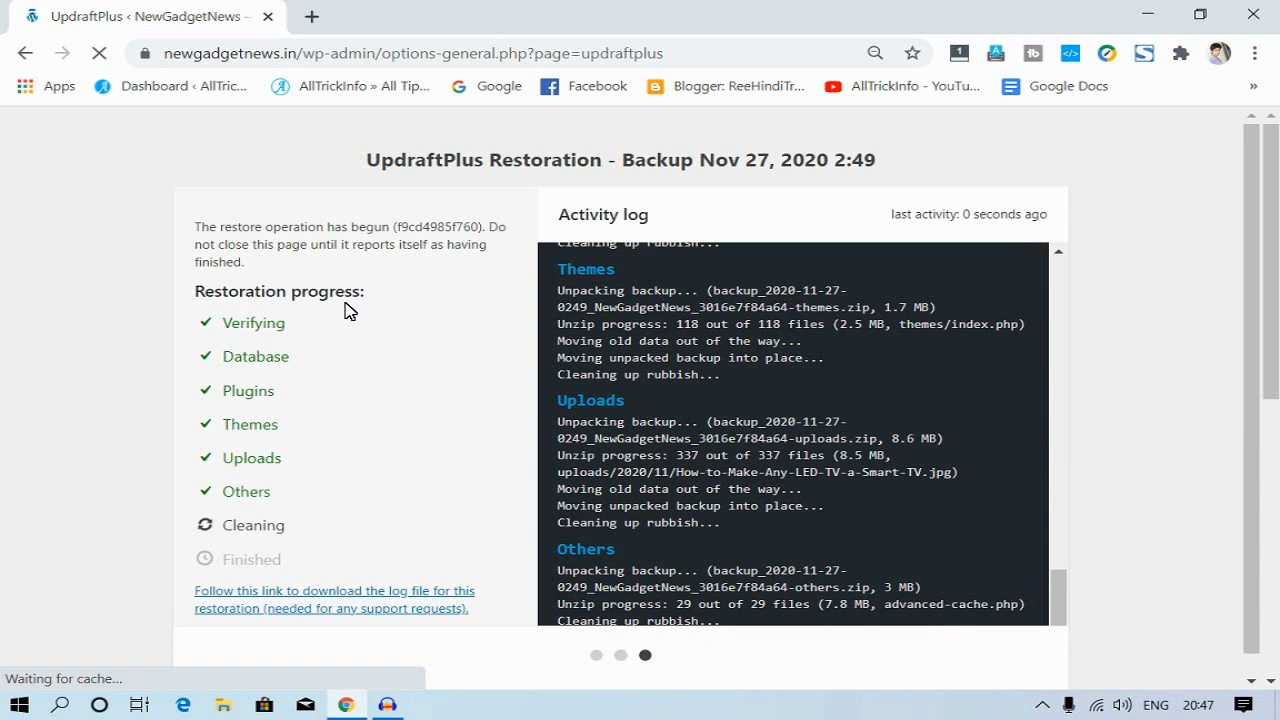 UpdraftPlus ‹ NewGadgetNews —
newgadgetnews.in/wp-admin/options-general.php?page=updraftplus
Apps
Dashboard ‹ AllTric...
AllTrickInfo » All Tip...
Google
Facebook
Blogger: ReeHindiTr...
AllTrickInfo - YouTu...
Google Docs
»
UpdraftPlus Restoration - Backup Nov 27, 2020 2:49
The restore operation has begun (f9cd4985f760). Do
not close this page until it reports itself as having
finished.
Restoration progress:
Verifying
Database
Plugins
Themes
Uploads
Others
Cleaning
Finished
Follow this link to download the log file for this
restoration (needed for any support requests).
Activity log
last activity: 0 seconds ago
Cleaning up rubbish...
Themes
Unpacking backup... (backup_2020-11-27-
0249_NewGadgetNews_3016e7f84a64-themes.zip, 1.7 MB)
Unzip progress: 118 out of 118 files (2.5 MB, themes/index.php)
Moving old data out of the way...
Moving unpacked backup into place...
Cleaning up rubbish...
Uploads
Unpacking backup... (backup_2020-11-27-
0249_NewGadgetNews_3016e7f84a64-uploads.zip, 8.6 MB)
Unzip progress: 337 out of 337 files (8.5 MB,
uploads/2020/11/How-to-Make-Any-LED-TV-a-Smart-TV.jpg)
Moving old data out of the way...
Moving unpacked backup into place...
Cleaning up rubbish...
Others
Unpacking backup... (backup_2020-11-27-
0249_NewGadgetNews_3016e7f84a64-others.zip, 3 MB)
Unzip progress: 29 out of 29 files (7.8 MB, advanced-cache.php)
Cleaning up rubbish...
Waiting for cache...
ENG
20:47